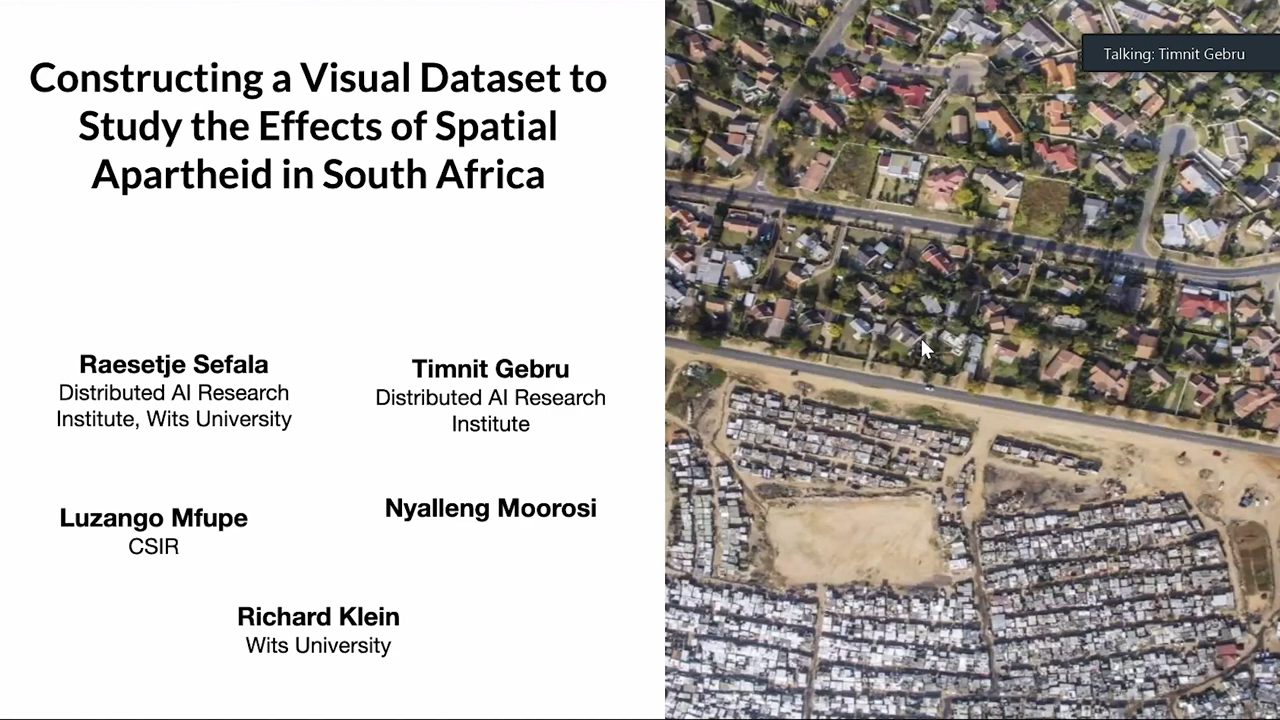 Constructing a Visual Dataset to
Study the Effects of Spatial
Apartheid in South Africa
Raesetje Sefala
Distributed AI Research
Institute, Wits University
Timnit Gebru
Distributed AI Research
Institute
Luzango Mfupe
CSIR
Nyalleng Moorosi
Richard Klein
Wits University
Talking: Timnit Gebru